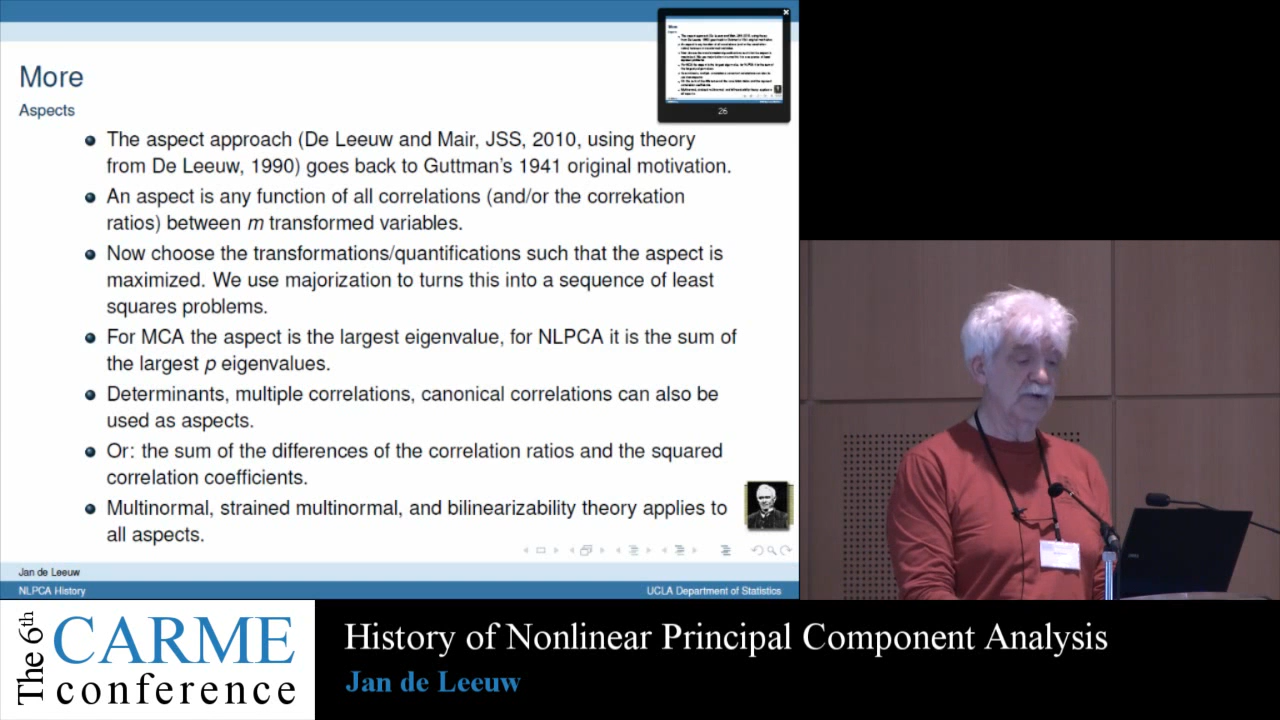 More
Aspects
26
The aspect approach (De Leeuw and Mair, JSS, 2010, using theory
from De Leeuw, 1990) goes back to Guttman's 1941 original motivation.
An aspect is any function of all correlations (and/or the correkation
ratios) between m transformed variables.
Now choose the transformations/quantifications such that the aspect is
maximized. We use majorization to turns this into a sequence of least
squares problems.
For MCA the aspect is the largest eigenvalue, for NLPCA it is the sum of
the largest p eigenvalues.
Determinants, multiple correlations, canonical correlations can also be
used as aspects.
Or: the sum of the differences of the correlation ratios and the squared
correlation coefficients.
Multinormal, strained multinormal, and bilinearizability theory applies to
all aspects.
Jan de Leeuw
NLPCA History
UCLA Department of Statistics
The 6th
CARME
conference
History of Nonlinear Principal Component Analysis
Jan de Leeuw